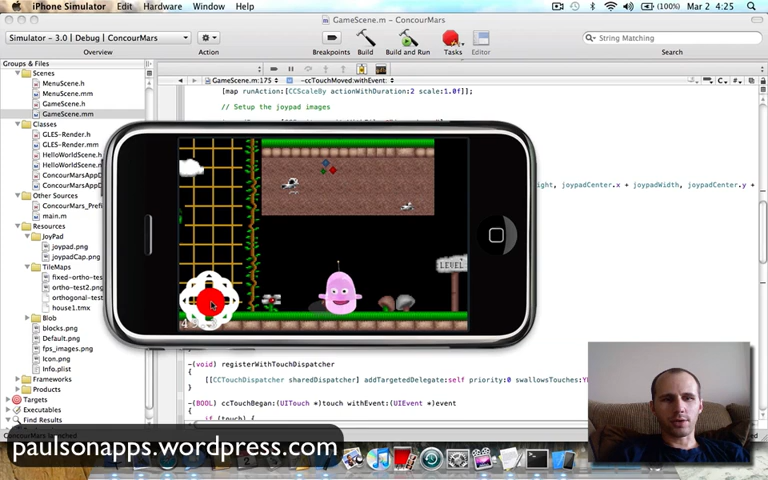 iPhone Simulator File Edit Hardware Window Help (100%) Mar 2 4:25
GameScene.m - ConcourMars
Simulator - 3.0 | Debug | ConcourMars
String Matching
Overview Action Breakpoints Build Build and Run Tasks Editor Search
Groups & Files
Scenes
MenuScene.h
MenuScene.mm
GameScene.h
GameScene.mm
Classes
GLES-Render.h
GLES-Render.mm
HelloWorldScene.h
HelloWorldScene.m
ConcourMarsAppD
ConcourMarsAppD
Other Sources
ConcourMars_Prefi
main.m
Resources
JoyPad
joypad.png
joypadCap.png
TileMaps
fixed-ortho-tes
ortho-test2.png
orthogonal-test
house1.tmx
Blob
blocks.png
Default.png
fps_images.png
Icon.png
Info.plist
Frameworks
Products
Targets
Executables
Find Results
GameScene.m:175 -ccTouchMoved:withEvent:
[map runAction:[CCScaleBy actionWithDuration:2 scale:1.0f]];
// Setup the joypad images
ight, joypadCenter.x + joypadWidth, joypadCenter.y +
LEVEL
-(void) registerWithTouchDispatcher
{
[[CCTouchDispatcher sharedDispatcher] addTargetedDelegate:self priority:0 swallowsTouches:YE
}
-(BOOL) ccTouchBegan:(UITouch *)touch withEvent:(UIEvent *)event
{
if (touch) {
paulsonapps.wordpress.com